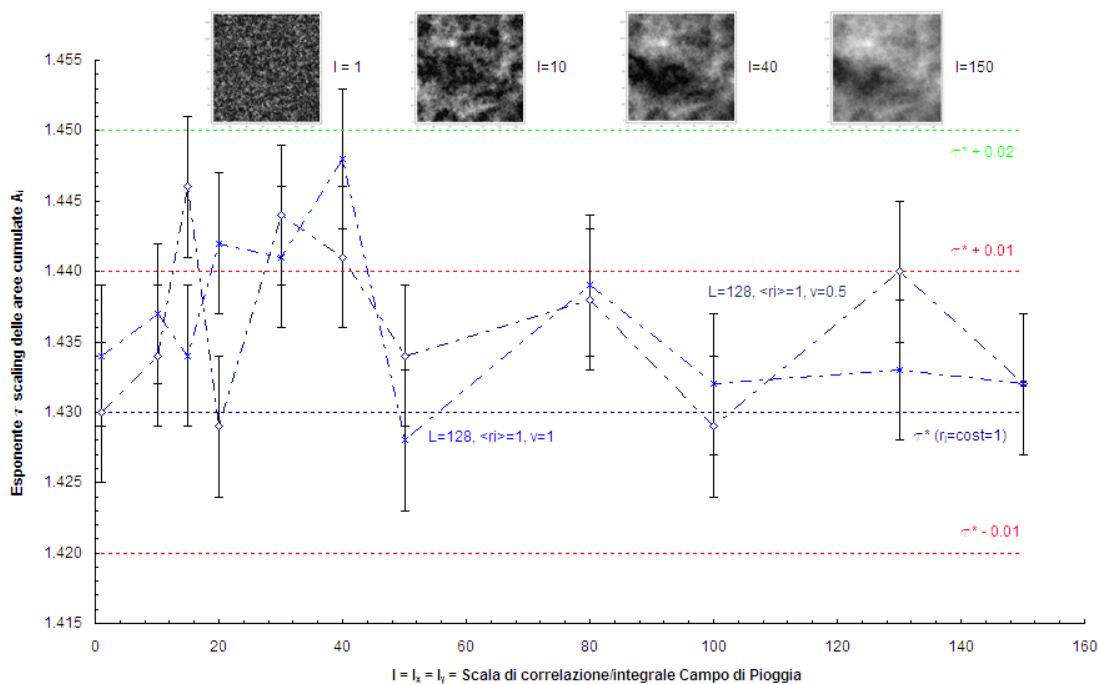 I = 1
I=10
I=40
I=150
1.455
1.450
1.445
1.440
1.435
1.430
1.425
1.420
1.415
Esponente τ scaling delle aree cumulate Ai
τ* + 0.02
τ* + 0.01
L=128, <ri>=1, v=0.5
L=128, <ri>=1, v=1
τ* (ri=cost=1)
τ* - 0.01
0
20
40
60
80
100
120
140
160
I = Ix = Iy = Scala di correlazione/integrale Campo di Pioggia